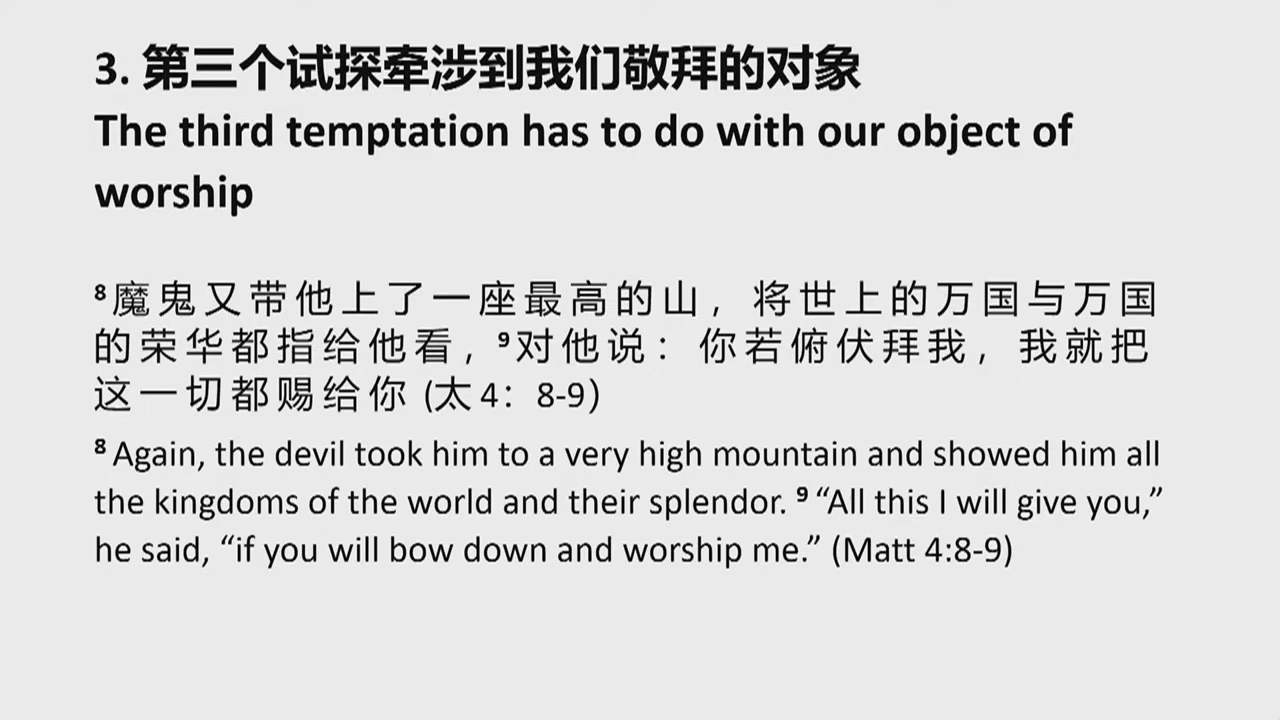 3. 第三个试探牵涉到我们敬拜的对象
The third temptation has to do with our object of
worship
⁸魔鬼又带他上了一座最高的山，将世上的万国与万国
的荣华都指给他看，⁹对他说：你若俯伏拜我，我就把
这一切都赐给你 (太 4：8-9)
⁸ Again, the devil took him to a very high mountain and showed him all
the kingdoms of the world and their splendor. ⁹ “All this I will give you,”
he said, “if you will bow down and worship me.” (Matt 4:8-9)